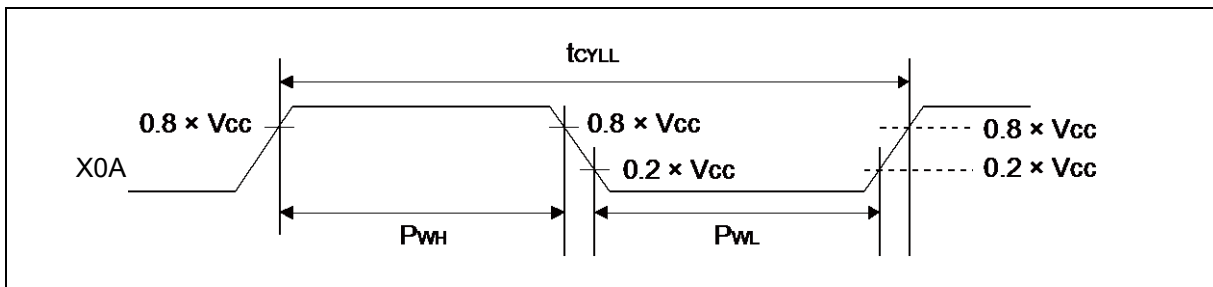 tCYLL
0.8 × Vcc
0.8 × Vcc
0.8 × Vcc
X0A
0.2 × Vcc
0.2 × Vcc
PWH
PWL